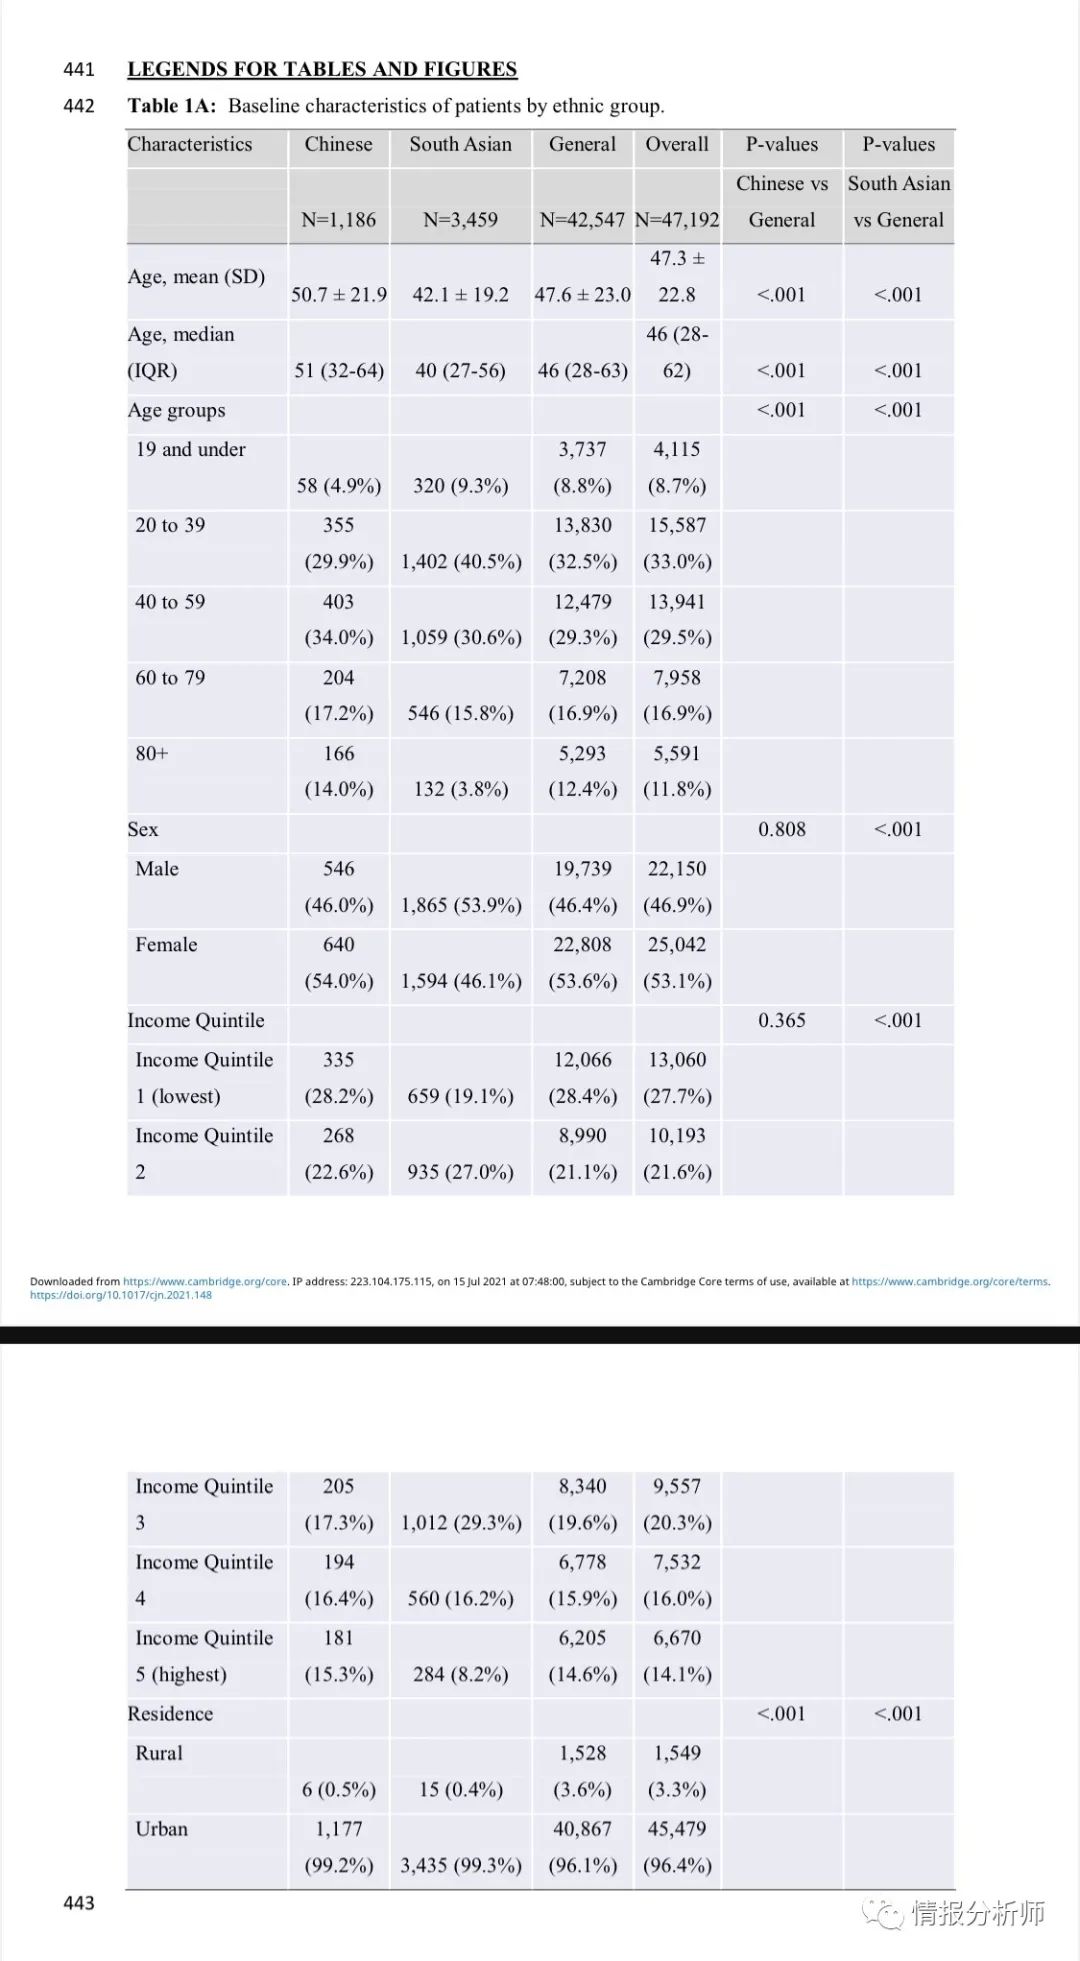 441 LEGENDS FOR TABLES AND FIGURES
442 Table 1A: Baseline characteristics of patients by ethnic group.
Characteristics Chinese South Asian General Overall P-values P-values
Chinese vs South Asian
N=1,186 N=3,459 N=42,547 N=47,192 General vs General
47.3 ±
Age, mean (SD)
50.7 ± 21.9 42.1 ± 19.2 47.6 ± 23.0 22.8 <.001 <.001
Age, median 46 (28-
(IQR) 51 (32-64) 40 (27-56) 46 (28-63) 62) <.001 <.001
Age groups <.001 <.001
19 and under 3,737 4,115
58 (4.9%) 320 (9.3%) (8.8%) (8.7%)
20 to 39 355 13,830 15,587
(29.9%) 1,402 (40.5%) (32.5%) (33.0%)
40 to 59 403 12,479 13,941
(34.0%) 1,059 (30.6%) (29.3%) (29.5%)
60 to 79 204 7,208 7,958
(17.2%) 546 (15.8%) (16.9%) (16.9%)
80+ 166 5,293 5,591
(14.0%) 132 (3.8%) (12.4%) (11.8%)
Sex 0.808 <.001
Male 546 19,739 22,150
(46.0%) 1,865 (53.9%) (46.4%) (46.9%)
Female 640 22,808 25,042
(54.0%) 1,594 (46.1%) (53.6%) (53.1%)
Income Quintile 0.365 <.001
Income Quintile 335 12,066 13,060
1 (lowest) (28.2%) 659 (19.1%) (28.4%) (27.7%)
Income Quintile 268 8,990 10,193
2 (22.6%) 935 (27.0%) (21.1%) (21.6%)
Downloaded from https://www.cambridge.org/core. IP address: 223.104.175.115, on 15 Jul 2021 at 07:48:00, subject to the Cambridge Core terms of use, available at https://www.cambridge.org/core/terms.
https://doi.org/10.1017/cjn.2021.148
Income Quintile 205 8,340 9,557
3 (17.3%) 1,012 (29.3%) (19.6%) (20.3%)
Income Quintile 194 6,778 7,532
4 (16.4%) 560 (16.2%) (15.9%) (16.0%)
Income Quintile 181 6,205 6,670
5 (highest) (15.3%) 284 (8.2%) (14.6%) (14.1%)
Residence <.001 <.001
Rural 1,528 1,549
6 (0.5%) 15 (0.4%) (3.6%) (3.3%)
Urban 1,177 40,867 45,479
(99.2%) 3,435 (99.3%) (96.1%) (96.4%)
443
情报分析师